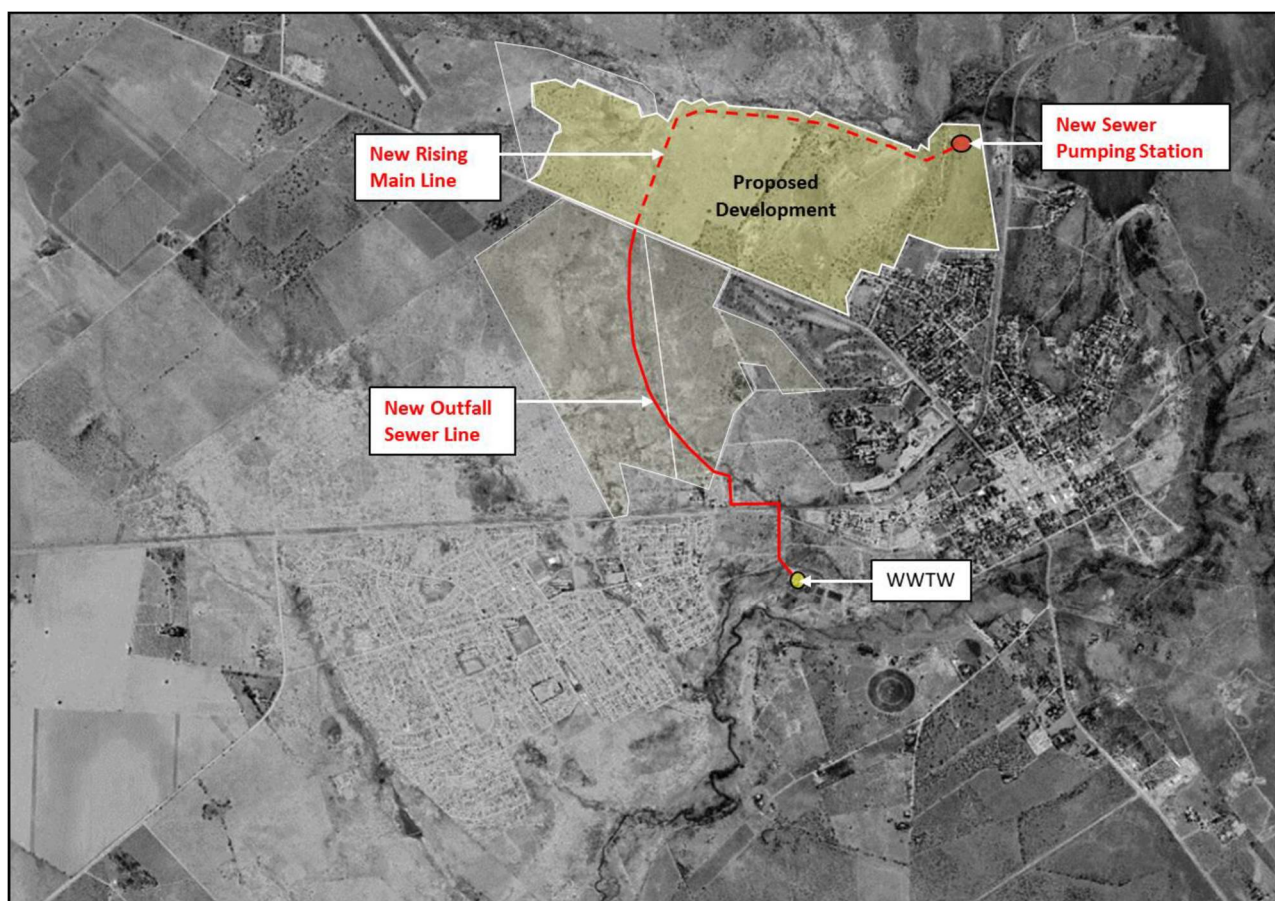 New Sewer
Pumping Station
New Rising
Main Line
Proposed
Development
New Outfall
Sewer Line
WWTW